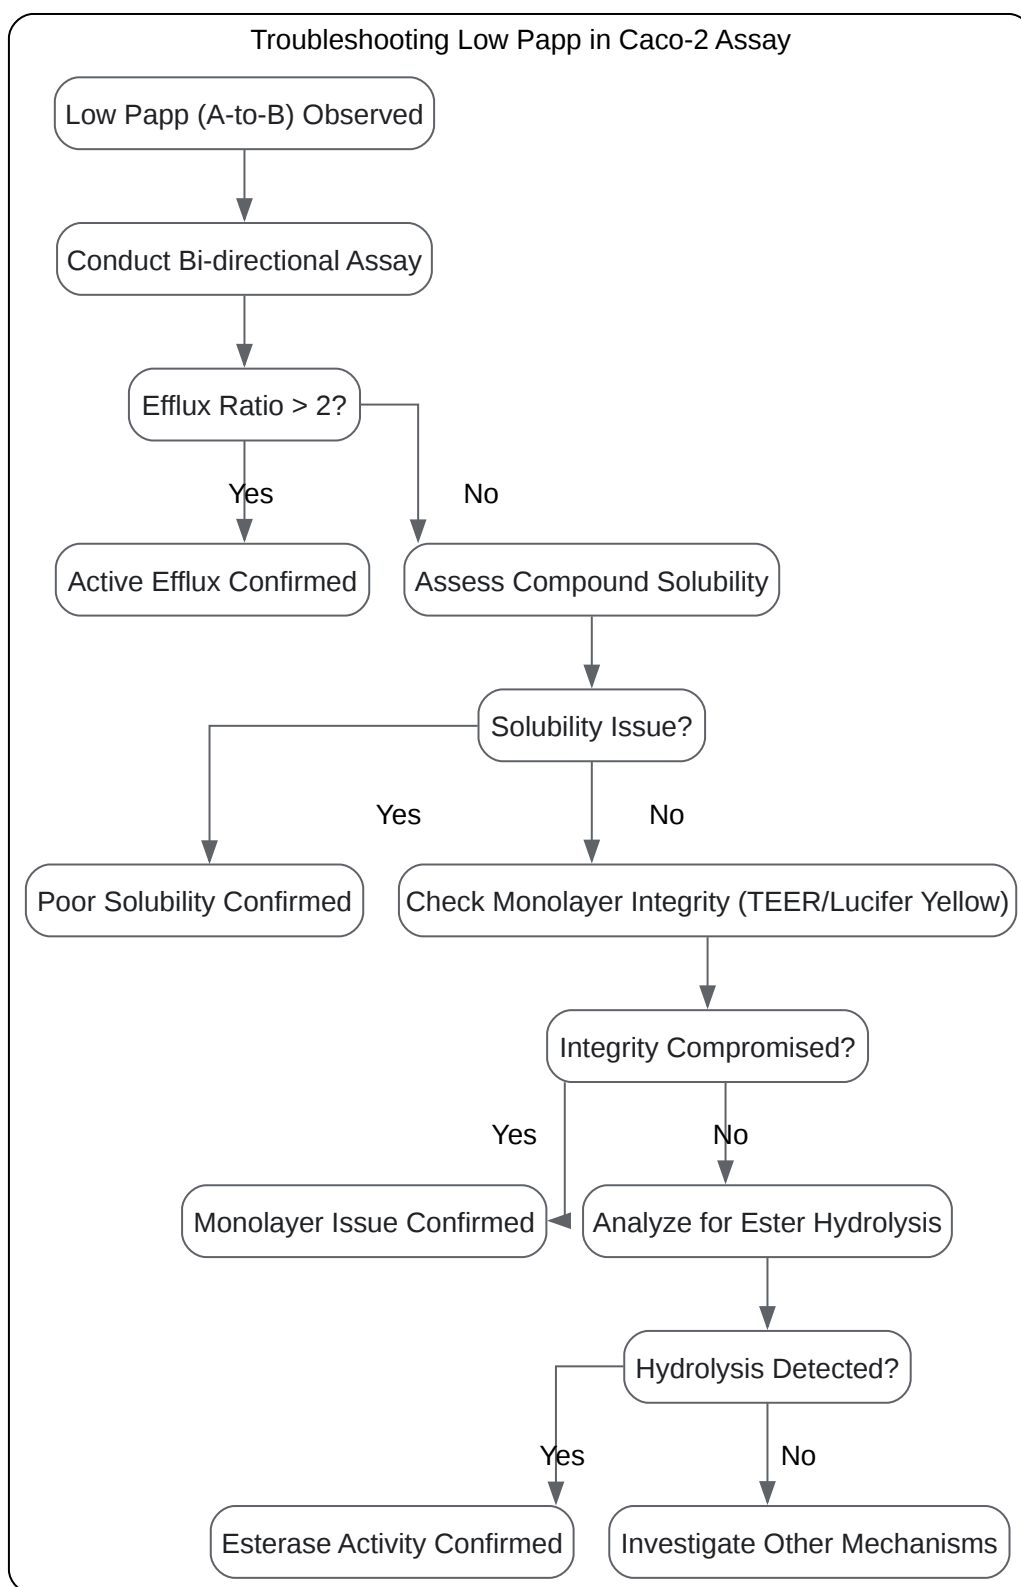 Troubleshooting Low Papp in Caco-2 Assay
Low Papp (A-to-B) Observed
Conduct Bi-directional Assay
Efflux Ratio > 2?
Yes
No
Active Efflux Confirmed
Assess Compound Solubility
Solubility Issue?
Yes
No
Poor Solubility Confirmed
Check Monolayer Integrity (TEER/Lucifer Yellow)
Integrity Compromised?
Yes
No
Monolayer Issue Confirmed
Analyze for Ester Hydrolysis
Hydrolysis Detected?
Yes
No
Esterase Activity Confirmed
Investigate Other Mechanisms